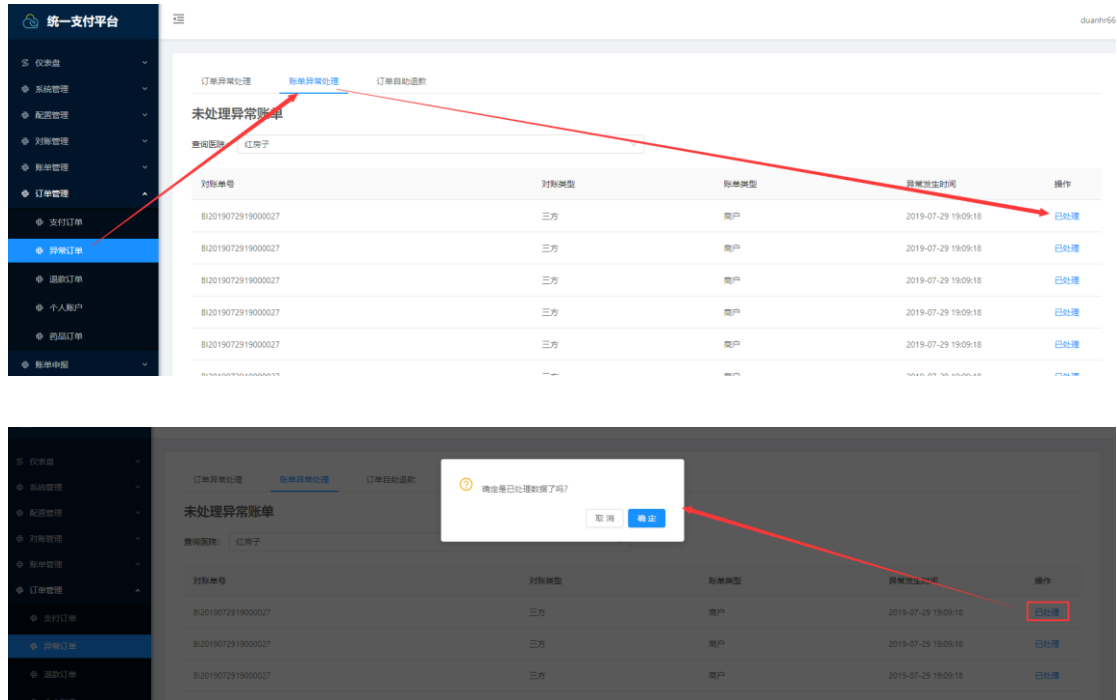 统一支付平台
duanhr66
仪表盘
系统管理
配置管理
对账管理
账单管理
订单管理
支付订单
异常订单
退款订单
个人账户
药品订单
账单申报
订单异常处理 账单异常处理 订单自助退款
未处理异常账单
查询医院: 红房子
对账单号 对账类型 账单类型 异常发生时间 操作
BI2019072919000027 三方 商户 2019-07-29 19:09:18 已处理
BI2019072919000027 三方 商户 2019-07-29 19:09:18 已处理
BI2019072919000027 三方 商户 2019-07-29 19:09:18 已处理
BI2019072919000027 三方 商户 2019-07-29 19:09:18 已处理
BI2019072919000027 三方 商户 2019-07-29 19:09:18 已处理
仪表盘
系统管理
配置管理
对账管理
账单管理
订单管理
支付订单
异常订单
退款订单
订单异常处理 账单异常处理 订单自助退款
确定是已处理数据了吗?
取消 确定
未处理异常账单
查询医院: 红房子
对账单号 对账类型 账单类型 异常发生时间 操作
BI2019072919000027 三方 商户 2019-07-29 19:09:18 已处理
BI2019072919000027 三方 商户 2019-07-29 19:09:18 已处理
BI2019072919000027 三方 商户 2019-07-29 19:09:18 已处理